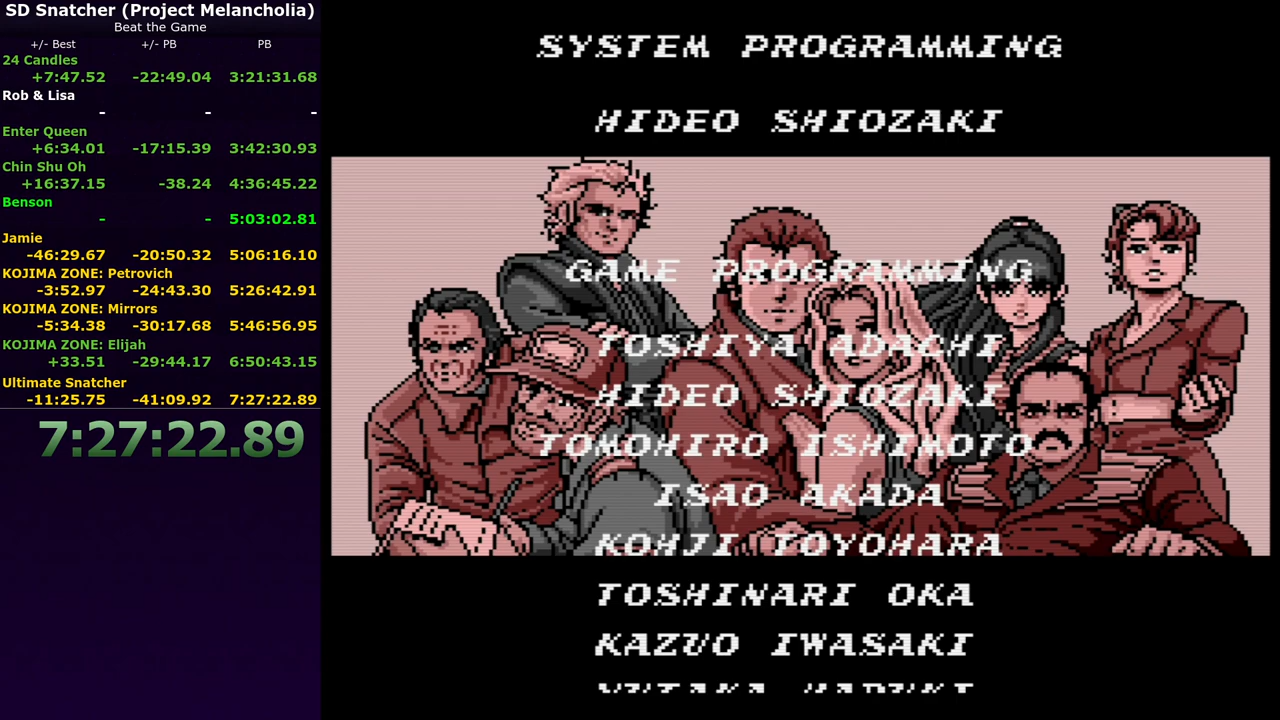 SD Snatcher (Project Melancholia)
Beat the Game
+/- Best +/- PB PB
24 Candles
+7:47.52 -22:49.04 3:21:31.68
Rob & Lisa
- - -
Enter Queen
+6:34.01 -17:15.39 3:42:30.93
Chin Shu Oh
+16:37.15 -38.24 4:36:45.22
Benson
- - 5:03:02.81
Jamie
-46:29.67 -20:50.32 5:06:16.10
KOJIMA ZONE: Petrovich
-3:52.97 -24:43.30 5:26:42.91
KOJIMA ZONE: Mirrors
-5:34.38 -30:17.68 5:46:56.95
KOJIMA ZONE: Elijah
+33.51 -29:44.17 6:50:43.15
Ultimate Snatcher
-11:25.75 -41:09.92 7:27:22.89
7:27:22.89
SYSTEM PROGRAMMING
HIDEO SHIOZAKI
GAME PROGRAMMING
TOSHIYA ADACHI
HIDEO SHIOZAKI
TOMOHIRO ISHIMOTO
ISAO AKADA
KOHJI TOYOHARA
TOSHINARI OKA
KAZUO IWASAKI